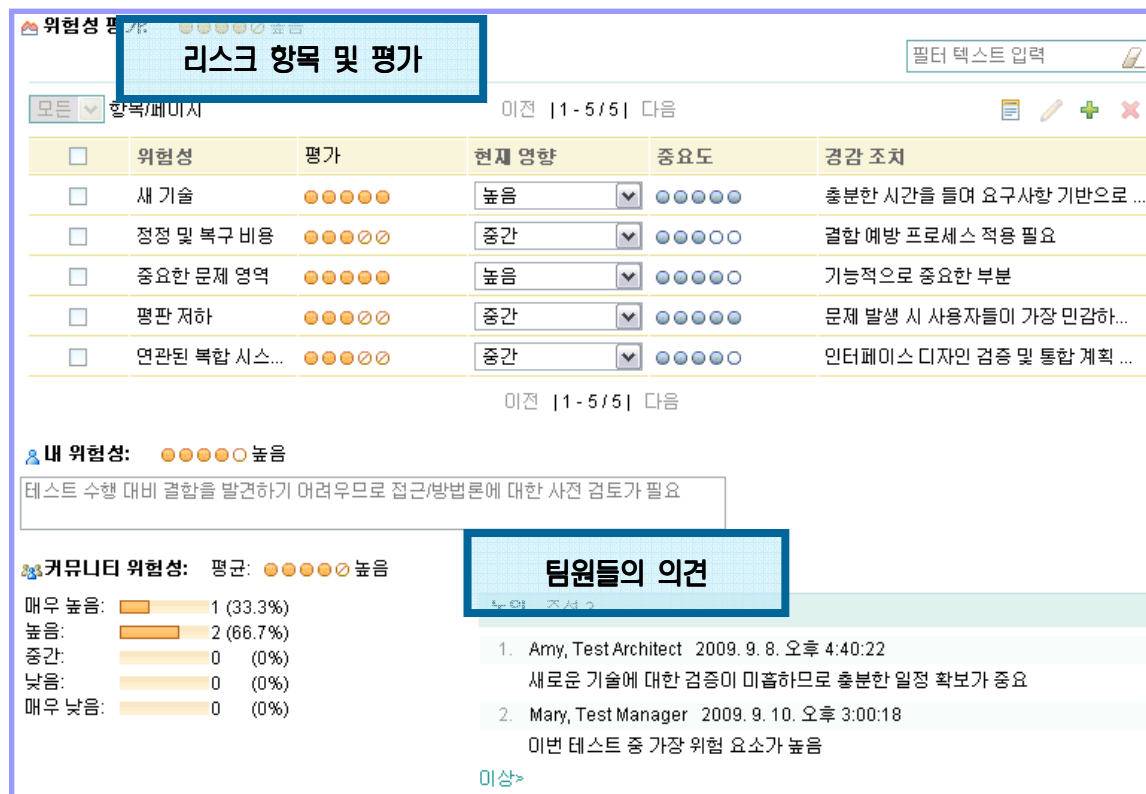 위험성 평가:
리스크 항목 및 평가
필터 텍스트 입력
모든 항목/페이지 이전 |1 - 5 / 5| 다음
위험성 평가 현재 영향 중요도 경감 조치
새 기술 높음 충분한 시간을 들여 요구사항 기반으로 ...
정정 및 복구 비용 중간 결함 예방 프로세스 적용 필요
중요한 문제 영역 높음 기능적으로 중요한 부분
평판 저하 중간 문제 발생 시 사용자들이 가장 민감하...
연관된 복합 시스... 중간 인터페이스 디자인 검증 및 통합 계획 ...
이전 |1 - 5 / 5| 다음
내 위험성: 높음
테스트 수행 대비 결함을 발견하기 어려우므로 접근/방법론에 대한 사전 검토가 필요
커뮤니티 위험성: 평균: 높음
매우 높음: 1 (33.3%)
높음: 2 (66.7%)
중간: 0 (0%)
낮음: 0 (0%)
매우 낮음: 0 (0%)
팀원들의 의견
1. Amy, Test Architect 2009. 9. 8. 오후 4:40:22
새로운 기술에 대한 검증이 미흡하므로 충분한 일정 확보가 중요
2. Mary, Test Manager 2009. 9. 10. 오후 3:00:18
이번 테스트 중 가장 위험 요소가 높음
이상>